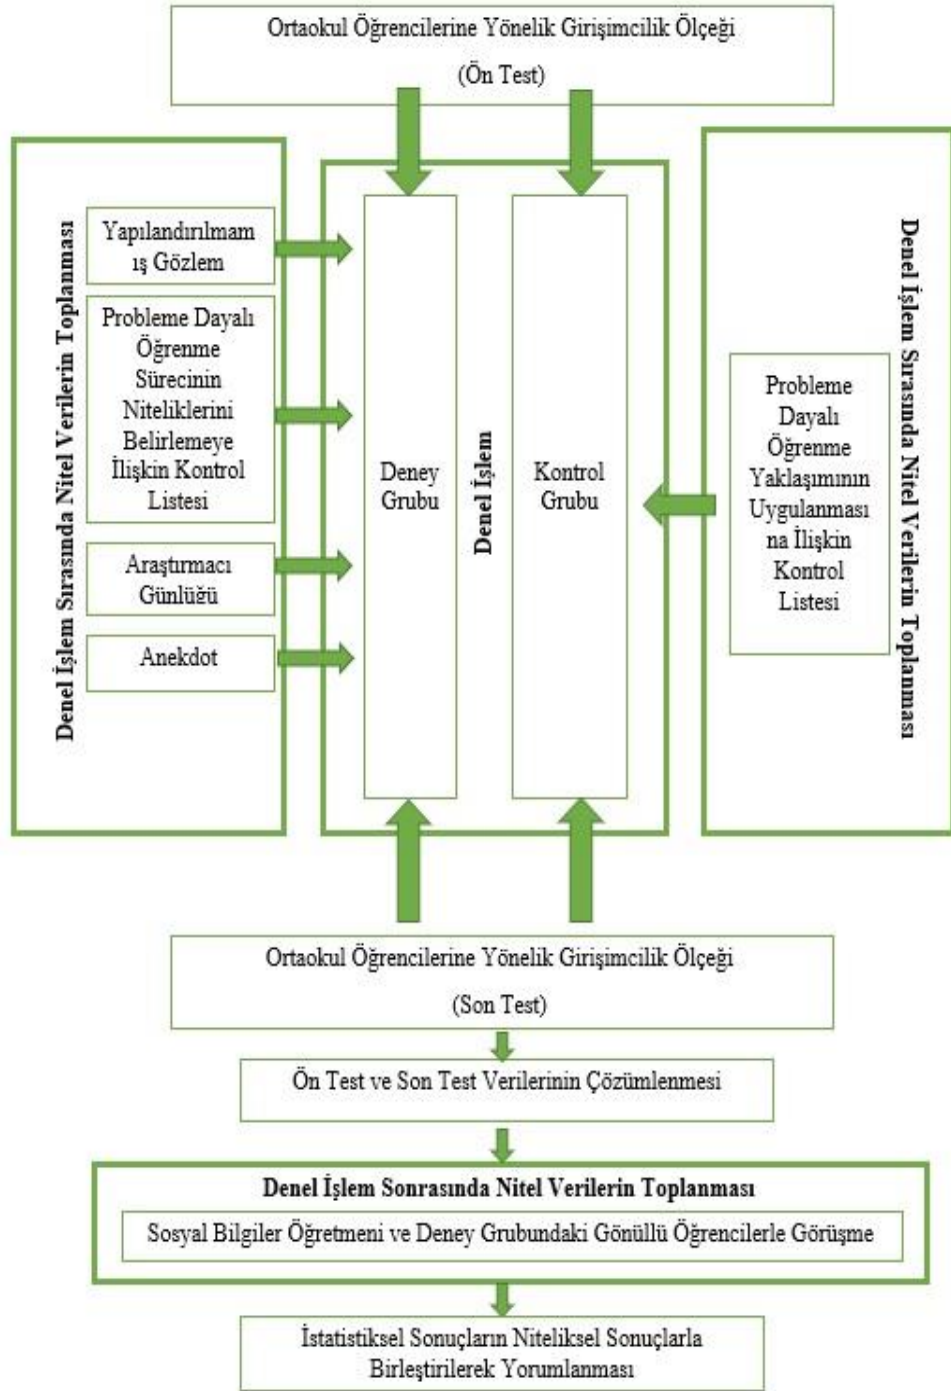 Ortaokul Öğrencilerine Yönelik Girişimcilik Ölçeği
(Ön Test)
Denel İşlem Sırasında Nitel Verilerin Toplanması
Yapılandırılmam
ış Gözlem
Probleme Dayalı
Öğrenme
Sürecinin
Niteliklerini
Belirlemeye
İlişkin Kontrol
Listesi
Araştırmacı
Günlüğü
Anekdot
Deney
Grubu
Denel İşlem
Kontrol
Grubu
Probleme
Dayalı
Öğrenme
Yaklaşımının
Uygulanması
na İlişkin
Kontrol
Listesi
Denel İşlem Sırasında Nitel Verilerin Toplanması
Ortaokul Öğrencilerine Yönelik Girişimcilik Ölçeği
(Son Test)
Ön Test ve Son Test Verilerinin Çözümlenmesi
Denel İşlem Sonrasında Nitel Verilerin Toplanması
Sosyal Bilgiler Öğretmeni ve Deney Grubundaki Gönüllü Öğrencilerle Görüşme
İstatistiksel Sonuçların Niteliksel Sonuçlarla
Birleştirilerek Yorumlanması